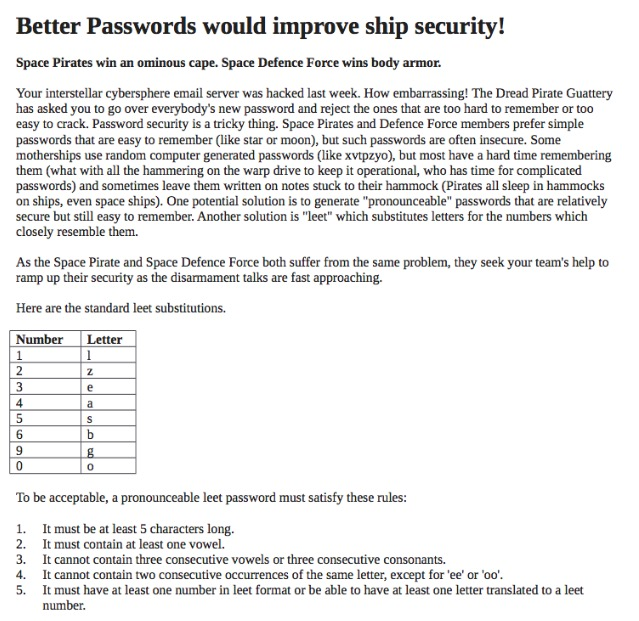 Better Passwords would improve ship security!
Space Pirates win an ominous cape. Space Defence Force wins body armor.
Your interstellar cybersphere email server was hacked last week. How embarrassing! The Dread Pirate Guattery
has asked you to go over everybody's new password and reject the ones that are too hard to remember or too
easy to crack. Password security is a tricky thing. Space Pirates and Defence Force members prefer simple
passwords that are easy to remember (like star or moon), but such passwords are often insecure. Some
motherships use random computer generated passwords (like xvtpzyo), but most have a hard time remembering
them (what with all the hammering on the warp drive to keep it operational, who has time for complicated
passwords) and sometimes leave them written on notes stuck to their hammock (Pirates all sleep in hammocks
on ships, even space ships). One potential solution is to generate "pronounceable" passwords that are relatively
secure but still easy to remember. Another solution is "leet" which substitutes letters for the numbers which
closely resemble them.
As the Space Pirate and Space Defence Force both suffer from the same problem, they seek your team's help to
ramp up their security as the disarmament talks are fast approaching.
Here are the standard leet substitutions.
Number Letter
1 l
2 z
3 e
4 a
5 s
6 b
9 g
0 o
To be acceptable, a pronounceable leet password must satisfy these rules:
1. It must be at least 5 characters long.
2. It must contain at least one vowel.
3. It cannot contain three consecutive vowels or three consecutive consonants.
4. It cannot contain two consecutive occurrences of the same letter, except for 'ee' or 'oo'.
5. It must have at least one number in leet format or be able to have at least one letter translated to a leet
number.